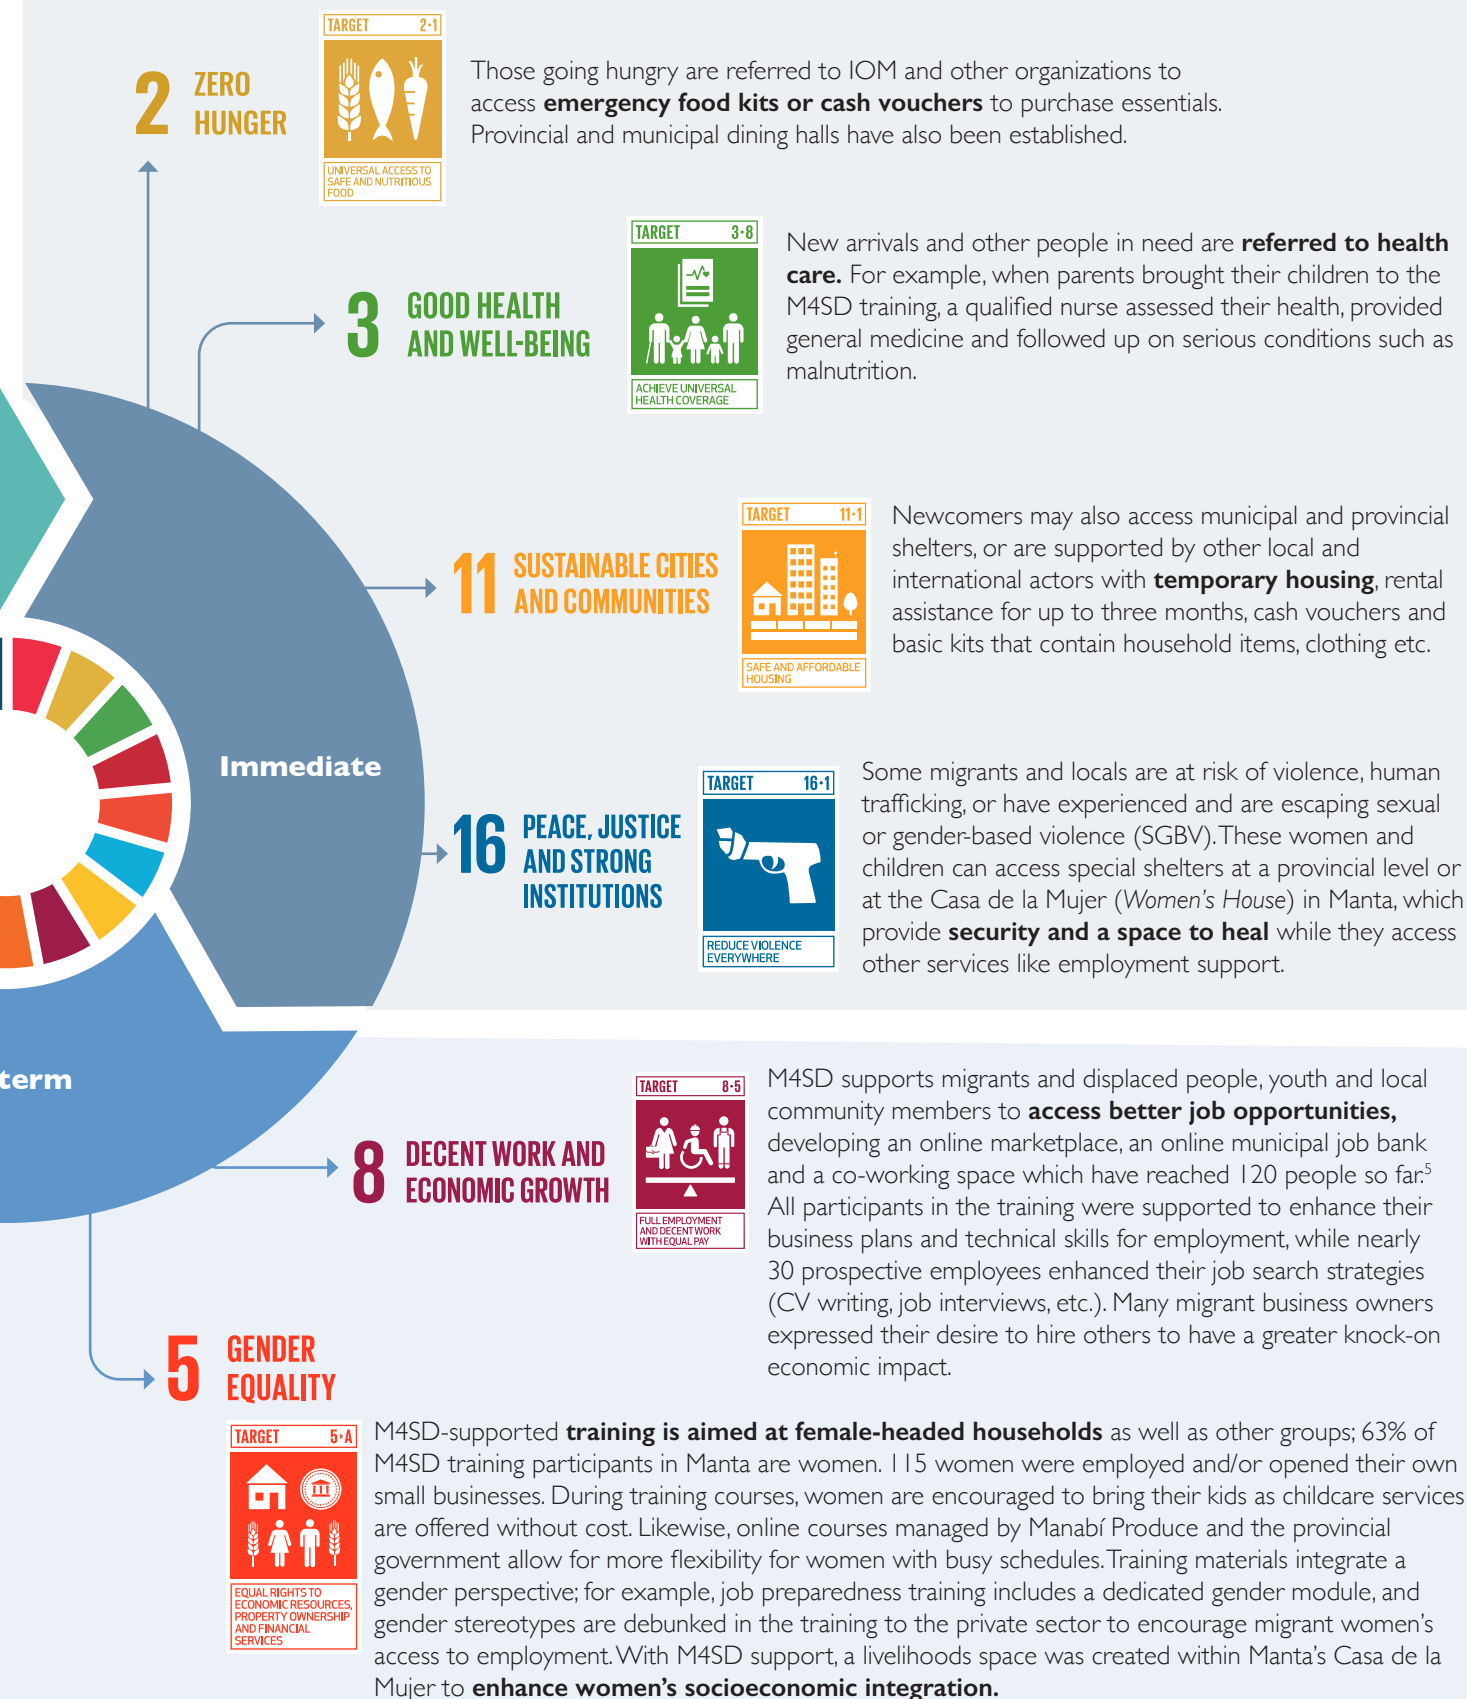 2
ZERO
HUNGER
TARGET 2·1
UNIVERSAL ACCESS TO
SAFE AND NUTRITIOUS
FOOD
Those going hungry are referred to IOM and other organizations to
access emergency food kits or cash vouchers to purchase essentials.
Provincial and municipal dining halls have also been established.
3
GOOD HEALTH
AND WELL-BEING
TARGET 3·8
ACHIEVE UNIVERSAL
HEALTH COVERAGE
New arrivals and other people in need are referred to health
care. For example, when parents brought their children to the
M4SD training, a qualified nurse assessed their health, provided
general medicine and followed up on serious conditions such as
malnutrition.
11
SUSTAINABLE CITIES
AND COMMUNITIES
TARGET 11·1
SAFE AND AFFORDABLE
HOUSING
Newcomers may also access municipal and provincial
shelters, or are supported by other local and
international actors with temporary housing, rental
assistance for up to three months, cash vouchers and
basic kits that contain household items, clothing etc.
Immediate
16
PEACE, JUSTICE
AND STRONG
INSTITUTIONS
TARGET 16·1
REDUCE VIOLENCE
EVERYWHERE
Some migrants and locals are at risk of violence, human
trafficking, or have experienced and are escaping sexual
or gender-based violence (SGBV). These women and
children can access special shelters at a provincial level or
at the Casa de la Mujer (Women's House) in Manta, which
provide security and a space to heal while they access
other services like employment support.
term
8
DECENT WORK AND
ECONOMIC GROWTH
TARGET 8·5
FULL EMPLOYMENT
AND DECENT WORK
WITH EQUAL PAY
M4SD supports migrants and displaced people, youth and local
community members to access better job opportunities,
developing an online marketplace, an online municipal job bank
and a co-working space which have reached 120 people so far.5
All participants in the training were supported to enhance their
business plans and technical skills for employment, while nearly
30 prospective employees enhanced their job search strategies
(CV writing, job interviews, etc.). Many migrant business owners
expressed their desire to hire others to have a greater knock-on
economic impact.
5
GENDER
EQUALITY
TARGET 5·A
EQUAL RIGHTS TO
ECONOMIC RESOURCES,
PROPERTY OWNERSHIP
AND FINANCIAL
SERVICES
M4SD-supported training is aimed at female-headed households as well as other groups; 63% of
M4SD training participants in Manta are women. 115 women were employed and/or opened their own
small businesses. During training courses, women are encouraged to bring their kids as childcare services
are offered without cost. Likewise, online courses managed by Manabí Produce and the provincial
government allow for more flexibility for women with busy schedules. Training materials integrate a
gender perspective; for example, job preparedness training includes a dedicated gender module, and
gender stereotypes are debunked in the training to the private sector to encourage migrant women's
access to employment. With M4SD support, a livelihoods space was created within Manta's Casa de la
Mujer to enhance women's socioeconomic integration.